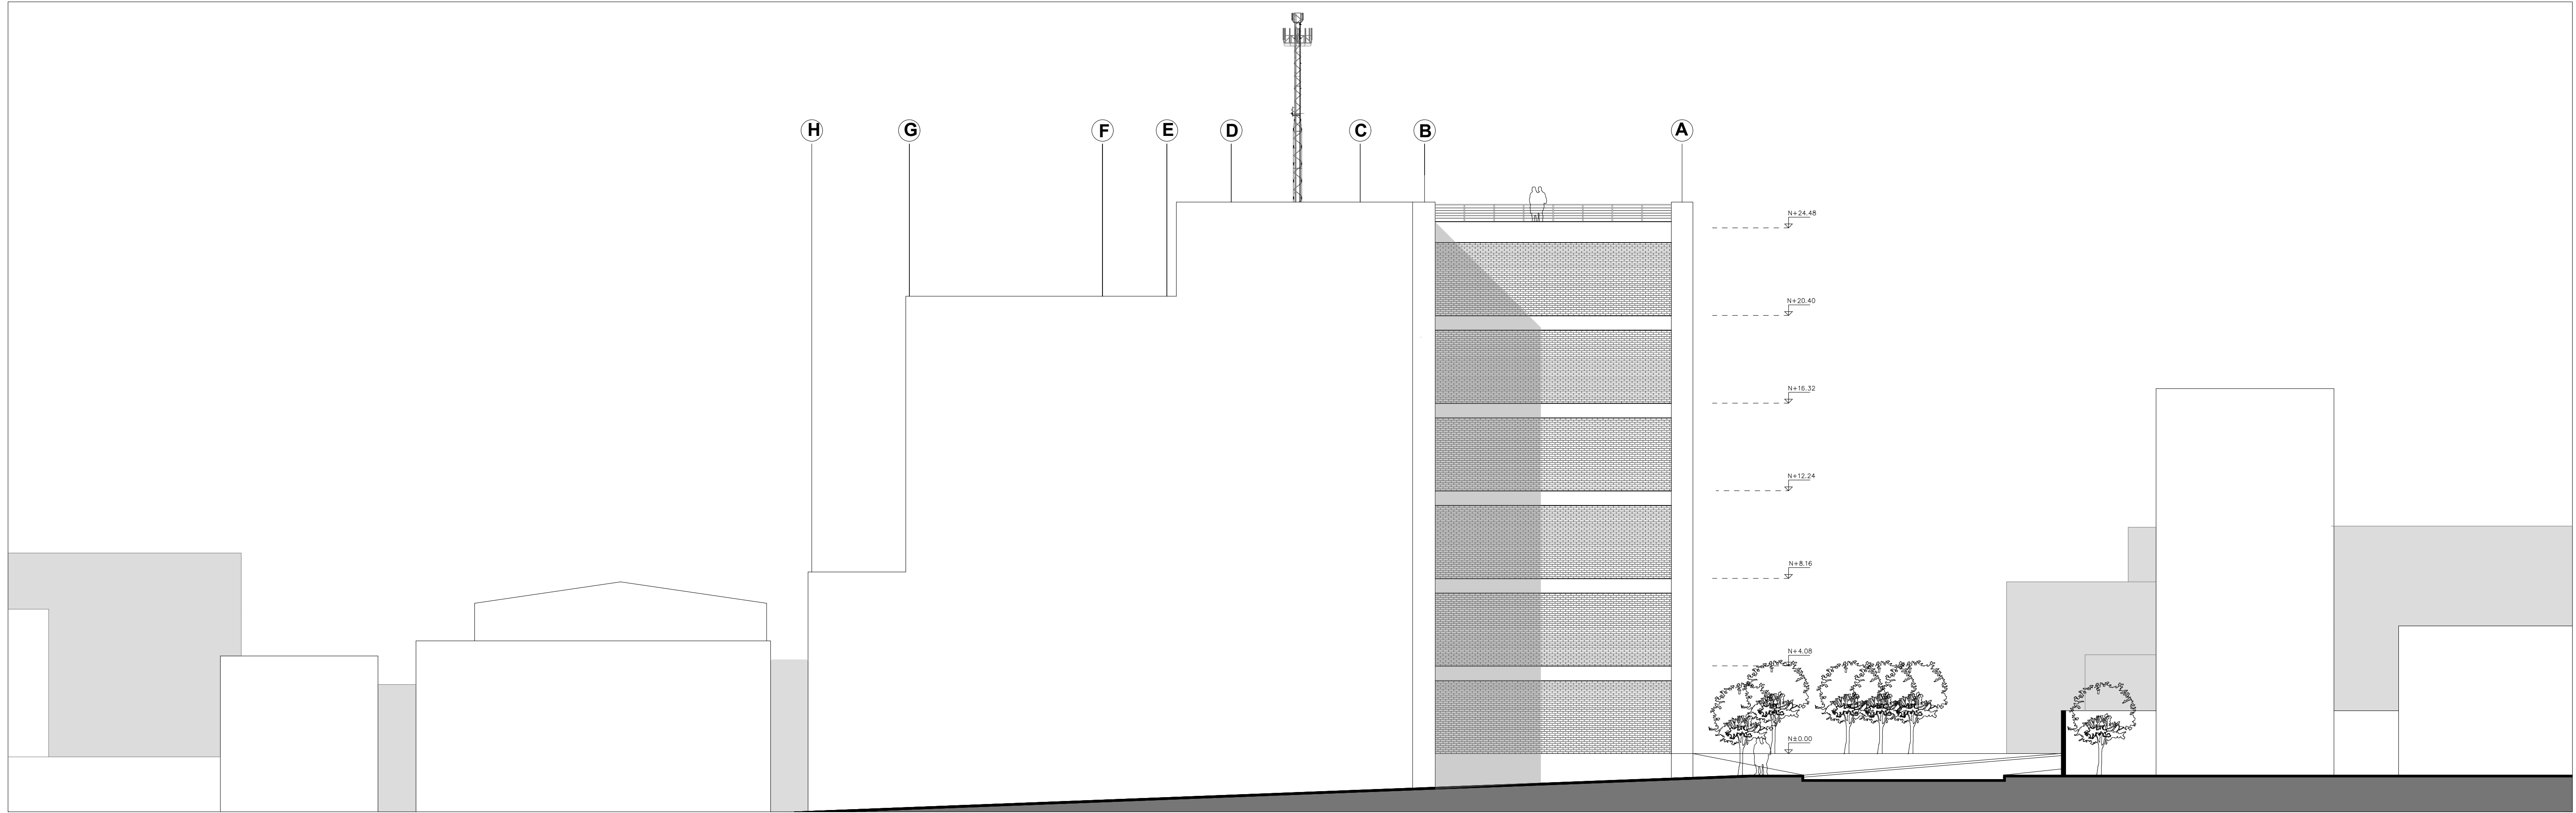 H G F E D C B A
N+24.48
N+20.40
N+16.32
N+12.24
N+8.16
N+4.08
N±0.00